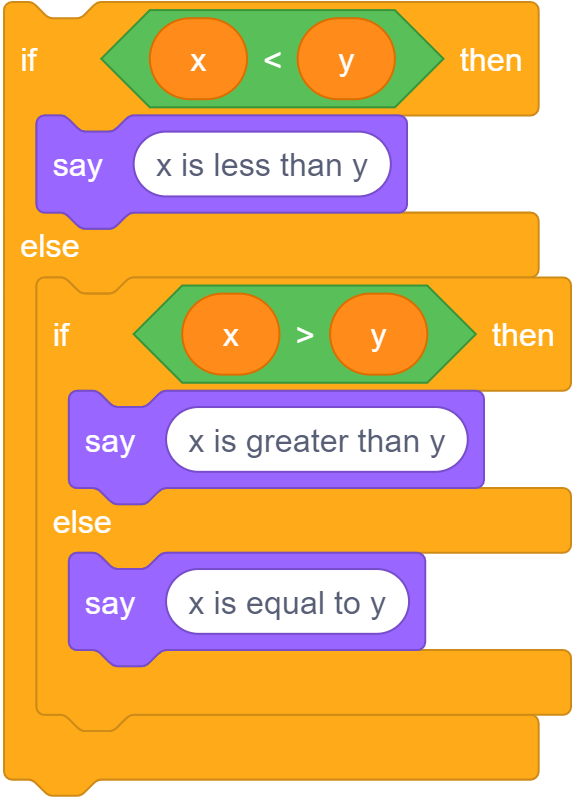 if x < y then
say x is less than y
else
if x > y then
say x is greater than y
else
say x is equal to y